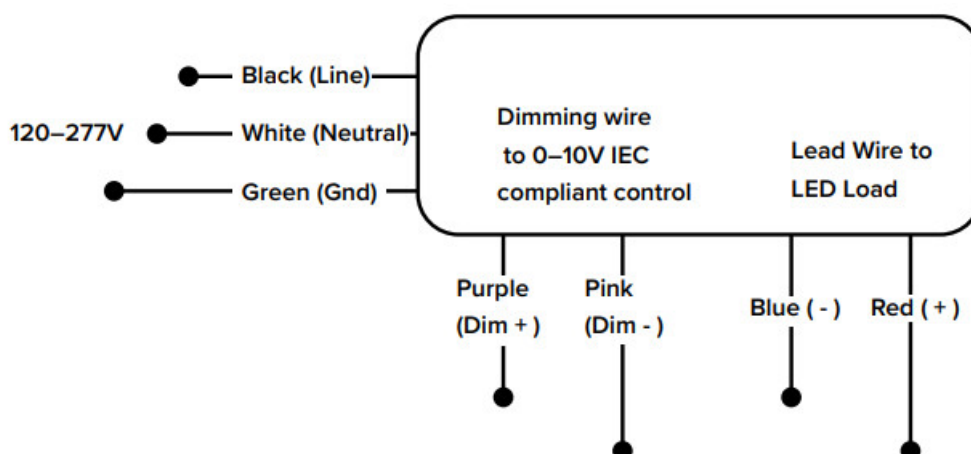 Black (Line)
120–277V
White (Neutral)
Green (Gnd)
Dimming wire
to 0–10V IEC
compliant control
Lead Wire to
LED Load
Purple
(Dim + )
Pink
(Dim - )
Blue ( - )
Red ( + )